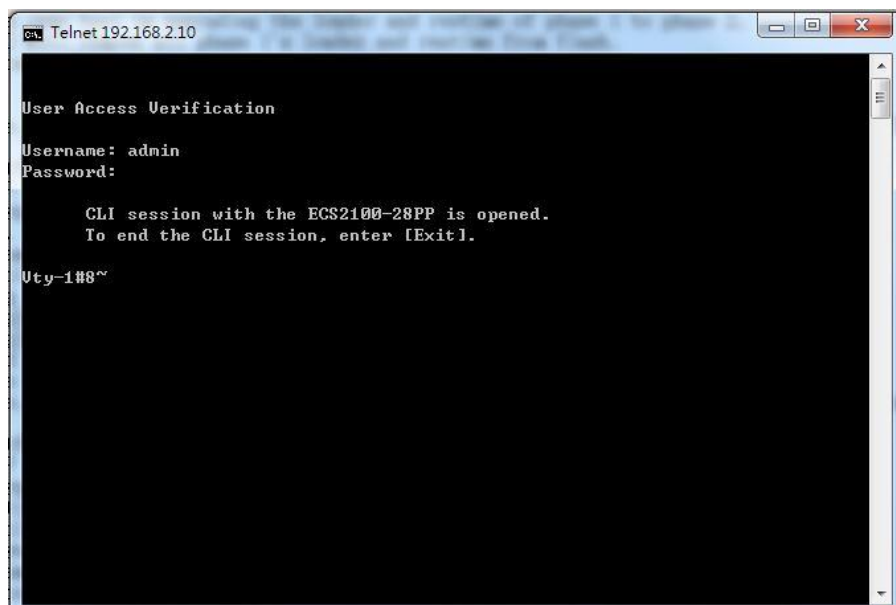 Telnet 192.168.2.10
User Access Verification
Username: admin
Password:
CLI session with the ECS2100-28PP is opened.
To end the CLI session, enter [Exit].
Vty-1#8~